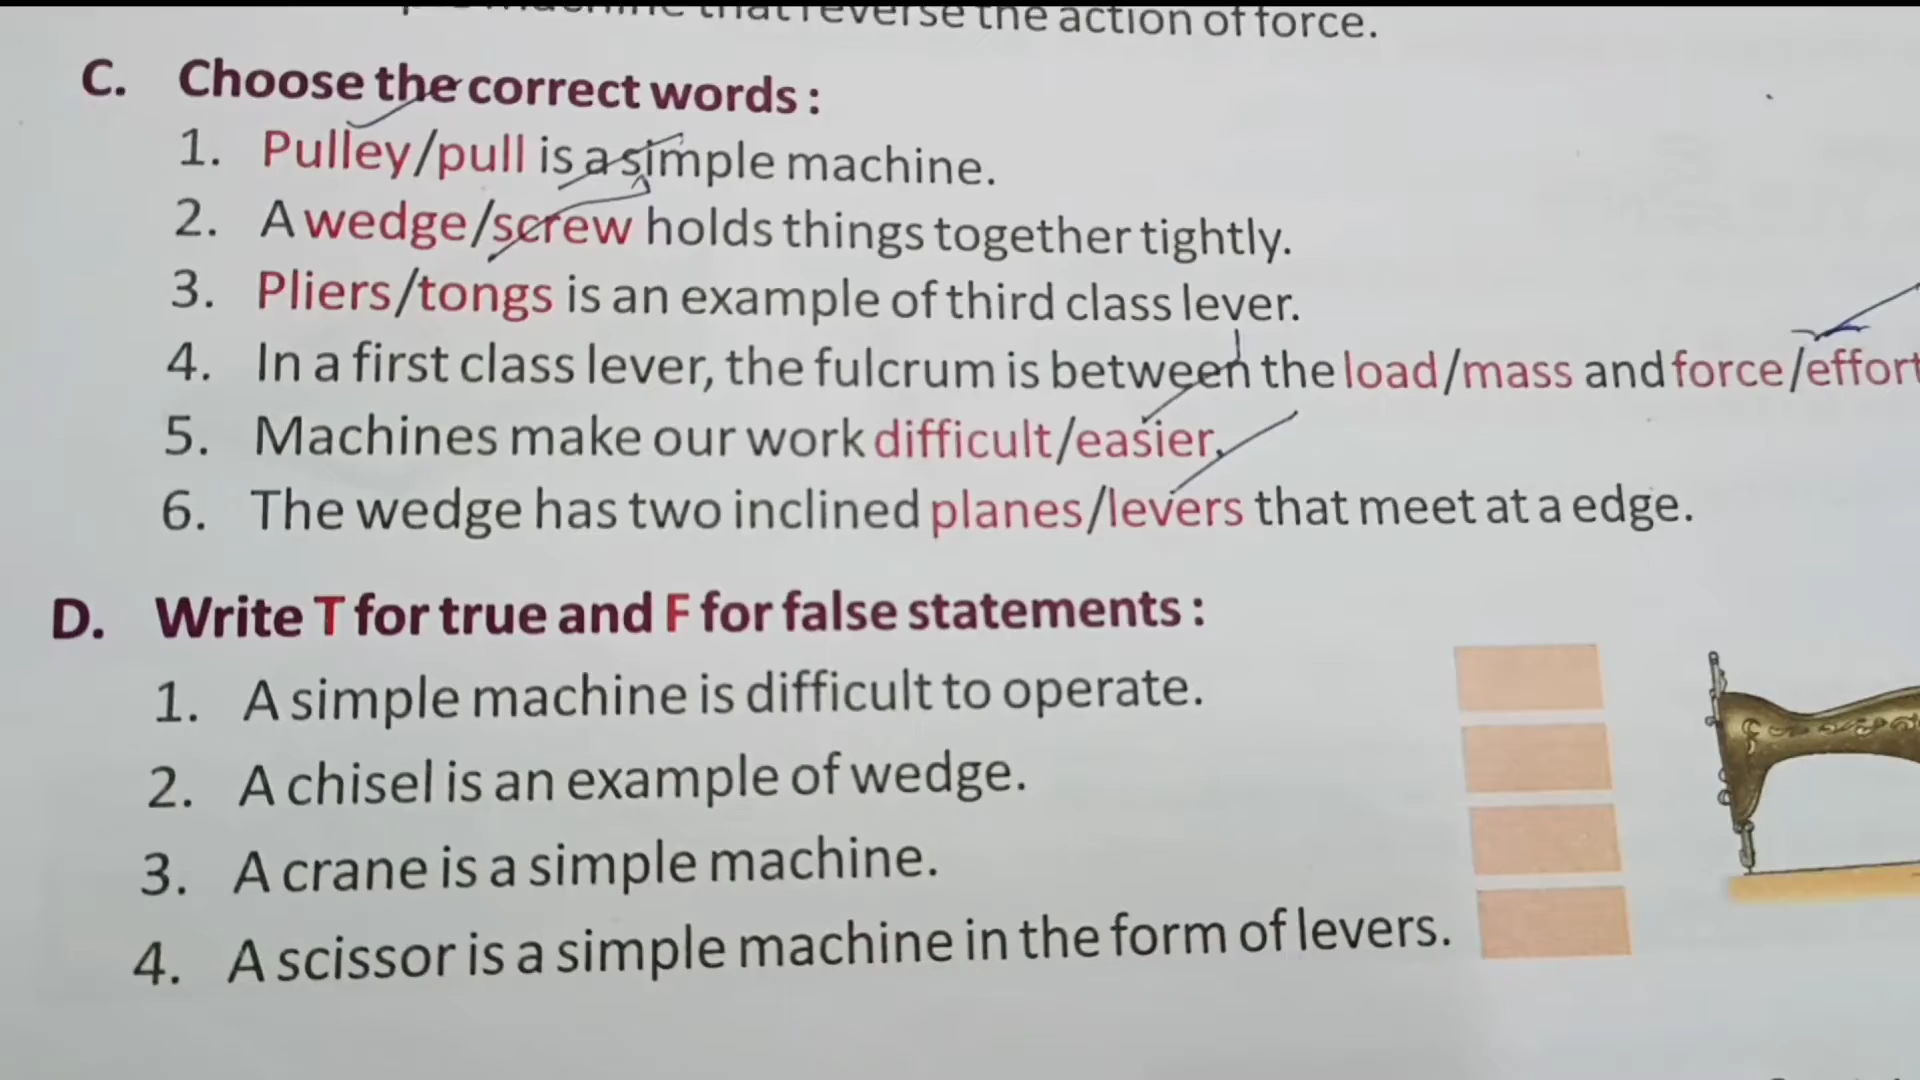 that reverse the action of force.
C. Choose the correct words :
1. Pulley/pull is a simple machine.
2. A wedge/screw holds things together tightly.
3. Pliers/tongs is an example of third class lever.
4. In a first class lever, the fulcrum is between the load/mass and force/effort
5. Machines make our work difficult/easier.
6. The wedge has two inclined planes/levers that meet at a edge.
D. Write T for true and F for false statements :
1. A simple machine is difficult to operate.
2. A chisel is an example of wedge.
3. A crane is a simple machine.
4. A scissor is a simple machine in the form of levers.